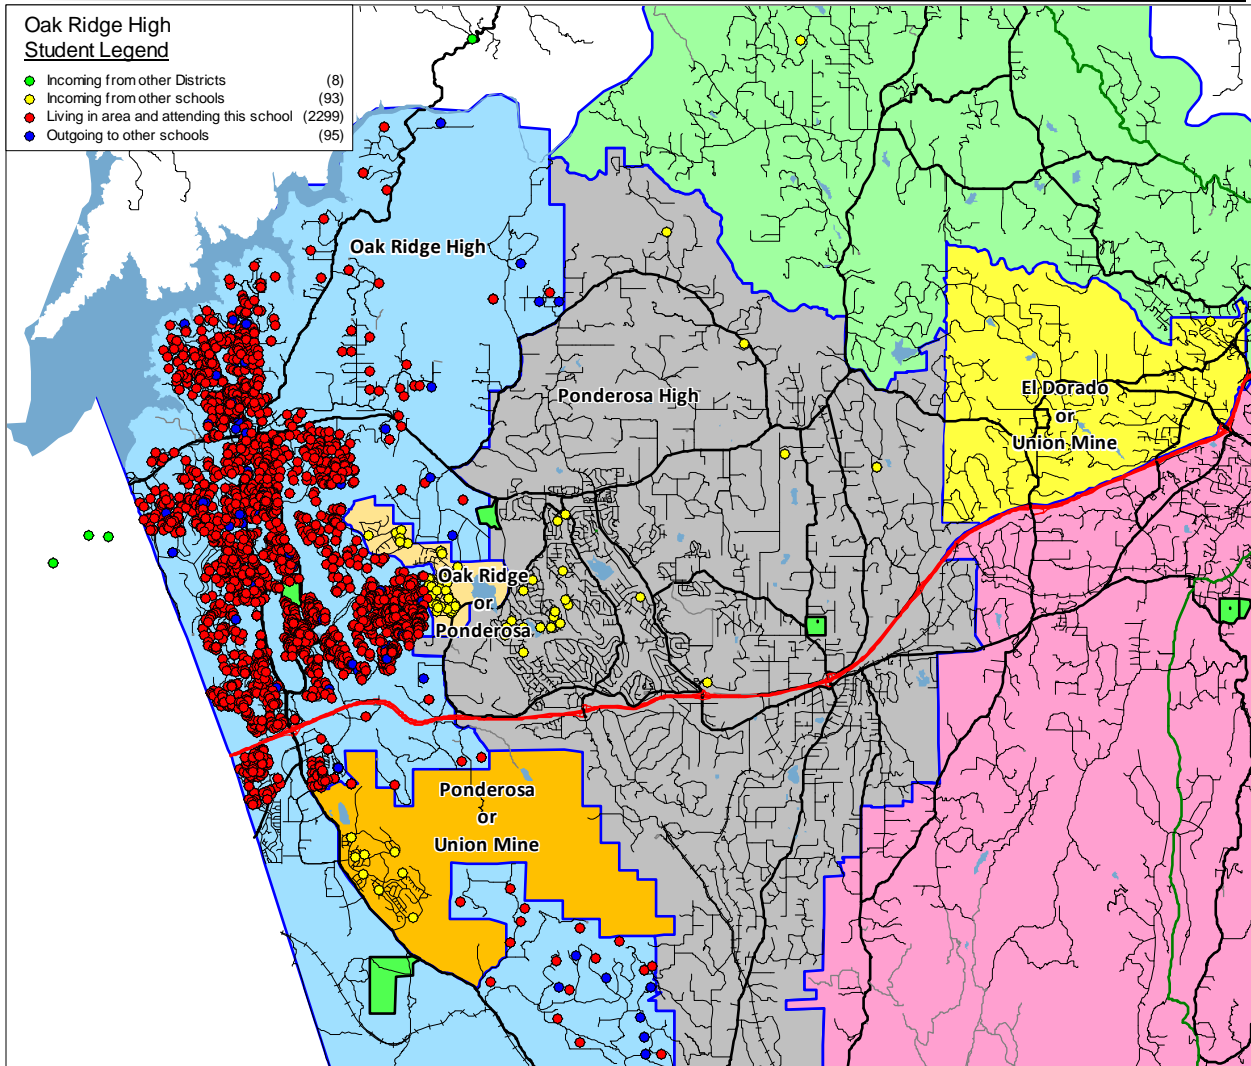 Oak Ridge High
Student Legend
Incoming from other Districts (8)
Incoming from other schools (93)
Living in area and attending this school (2299)
Outgoing to other schools (95)
Oak Ridge High
Ponderosa High
El Dorado
or
Union Mine
Oak Ridge
or
Ponderosa
Ponderosa
or
Union Mine